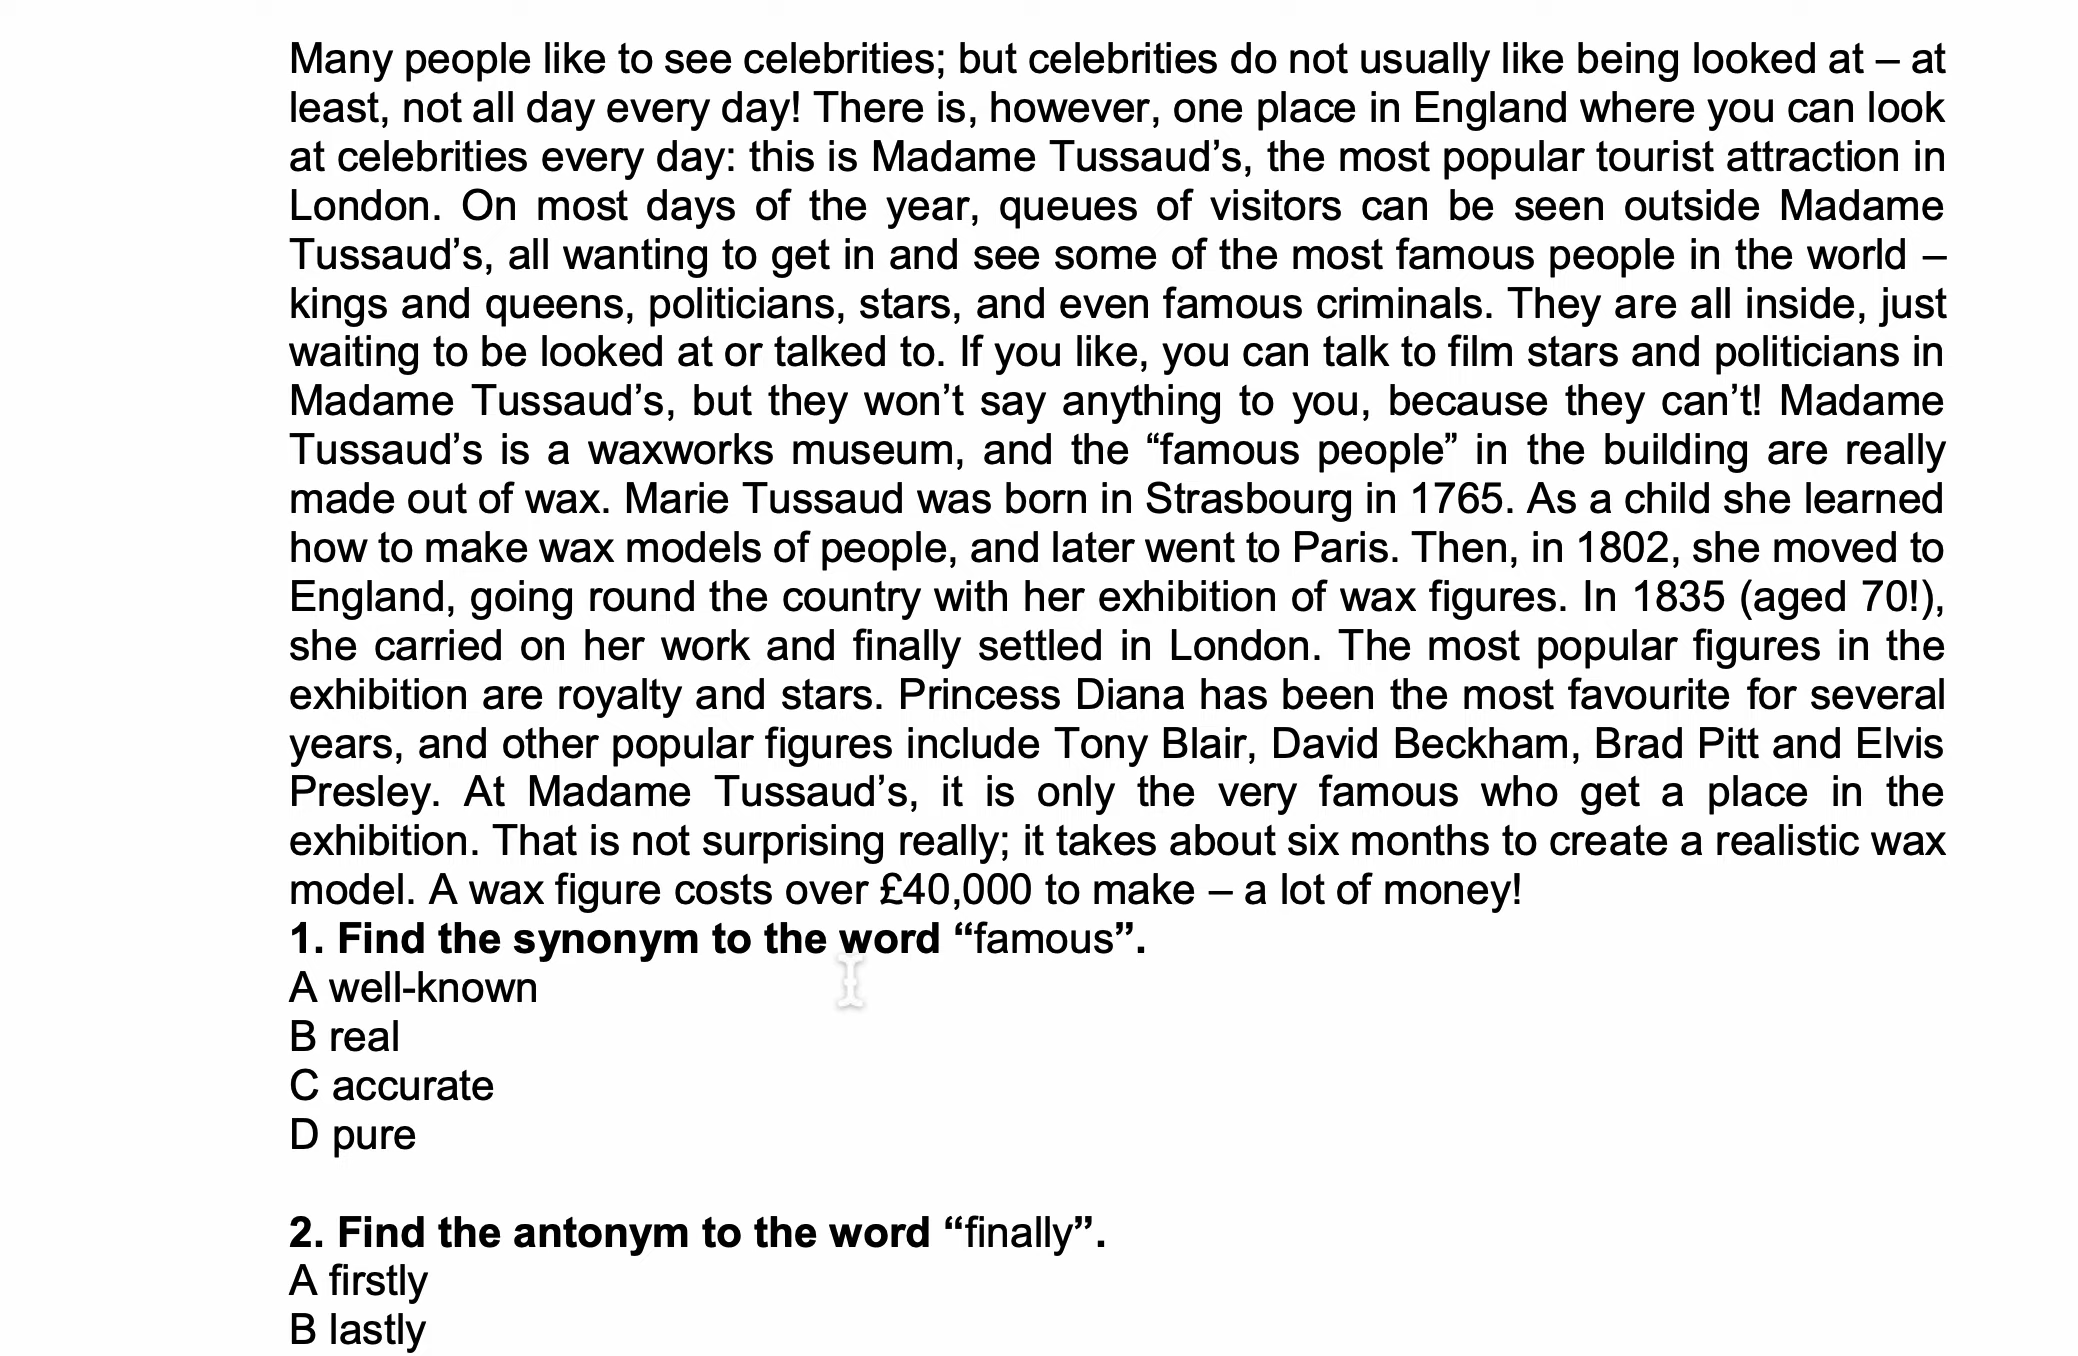 Many people like to see celebrities; but celebrities do not usually like being looked at – at
least, not all day every day! There is, however, one place in England where you can look
at celebrities every day: this is Madame Tussaud’s, the most popular tourist attraction in
London. On most days of the year, queues of visitors can be seen outside Madame
Tussaud’s, all wanting to get in and see some of the most famous people in the world –
kings and queens, politicians, stars, and even famous criminals. They are all inside, just
waiting to be looked at or talked to. If you like, you can talk to film stars and politicians in
Madame Tussaud’s, but they won’t say anything to you, because they can’t! Madame
Tussaud’s is a waxworks museum, and the “famous people” in the building are really
made out of wax. Marie Tussaud was born in Strasbourg in 1765. As a child she learned
how to make wax models of people, and later went to Paris. Then, in 1802, she moved to
England, going round the country with her exhibition of wax figures. In 1835 (aged 70!),
she carried on her work and finally settled in London. The most popular figures in the
exhibition are royalty and stars. Princess Diana has been the most favourite for several
years, and other popular figures include Tony Blair, David Beckham, Brad Pitt and Elvis
Presley. At Madame Tussaud’s, it is only the very famous who get a place in the
exhibition. That is not surprising really; it takes about six months to create a realistic wax
model. A wax figure costs over £40,000 to make – a lot of money!
1. Find the synonym to the word “famous”.
A well-known
B real
C accurate
D pure
2. Find the antonym to the word “finally”.
A firstly
B lastly